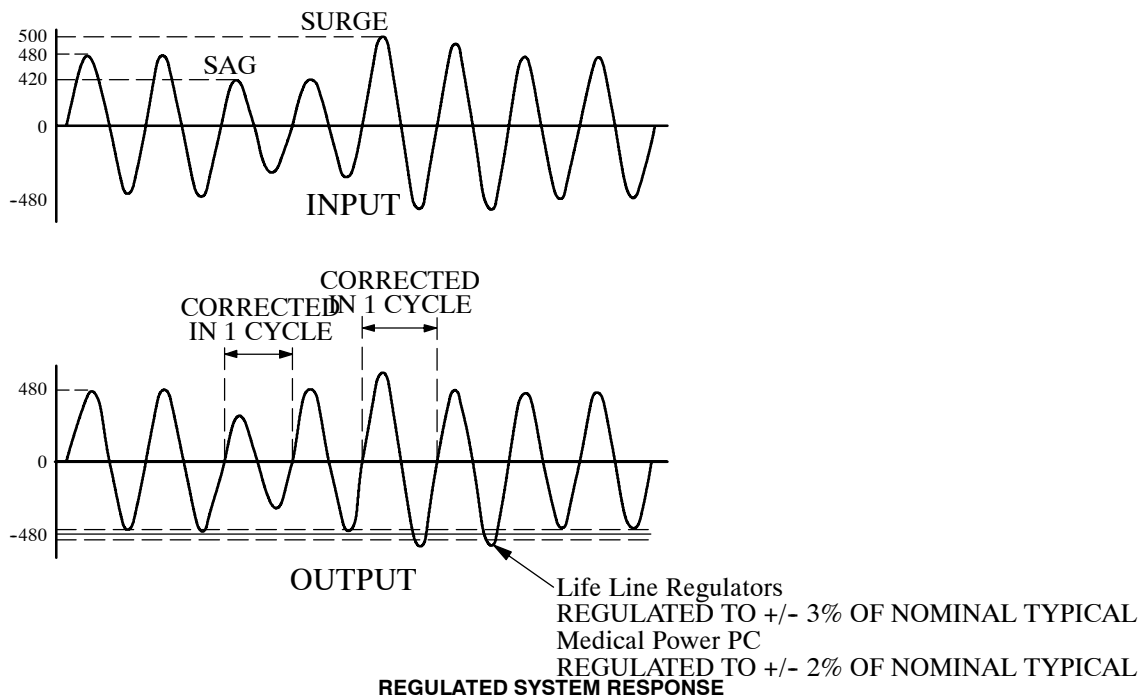 SURGE
500
480
SAG
420
0
-480
INPUT
CORRECTED
IN 1 CYCLE
CORRECTED
IN 1 CYCLE
480
0
-480
OUTPUT
Life Line Regulators
REGULATED TO +/- 3% OF NOMINAL TYPICAL
Medical Power PC
REGULATED TO +/- 2% OF NOMINAL TYPICAL
REGULATED SYSTEM RESPONSE